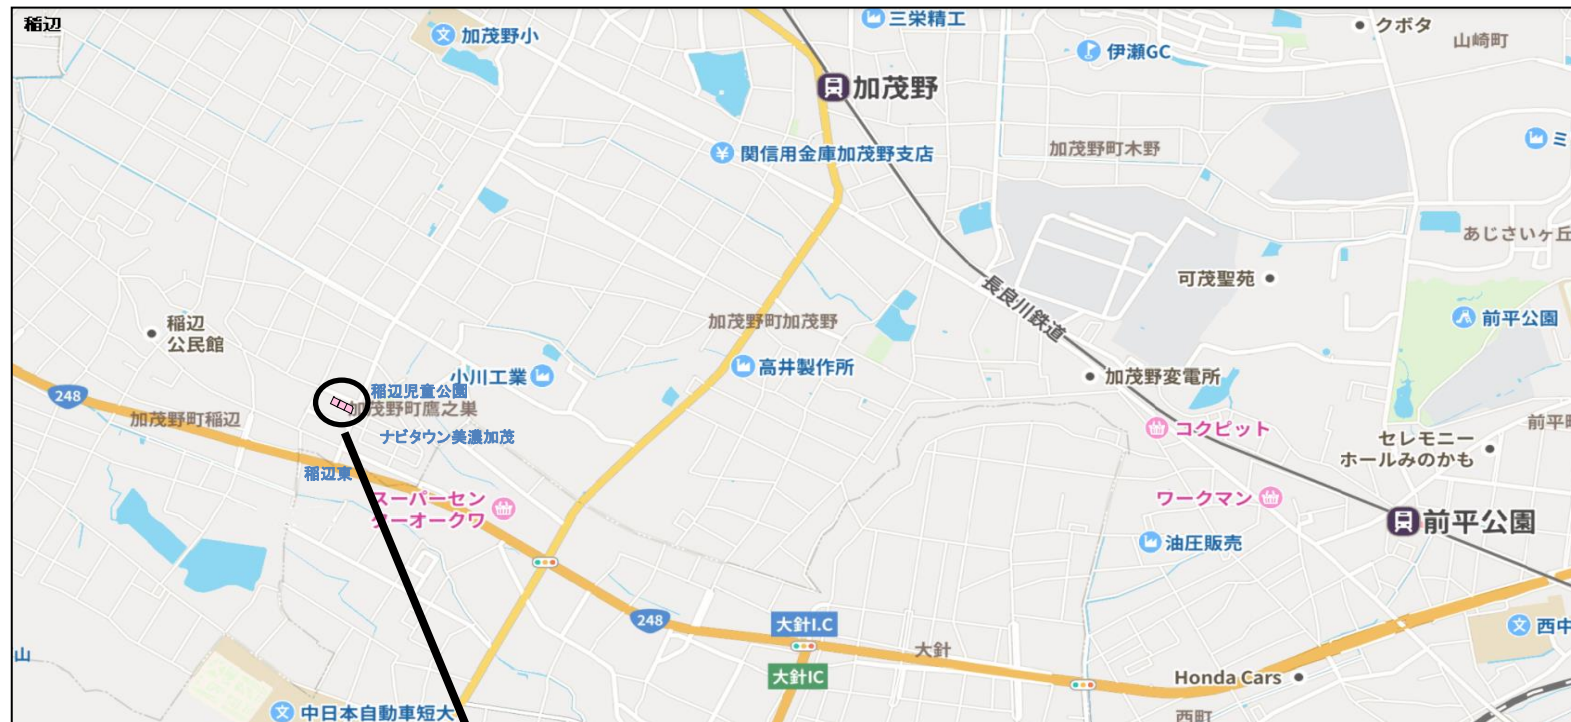 稲辺
三栄精工
クボタ
加茂野小
山崎町
伊瀬GC
加茂野
ミ
関信用金庫加茂野支店
加茂野町木野
あじさいヶ丘
可茂聖苑
長良川鉄道
前平公園
稲辺
公民館
加茂野町加茂野
高井製作所
小川工業
加茂野変電所
稲辺児童公園
248
加茂野町鷹之巣
加茂野町稲辺
前平町
コクピット
ナビタウン美濃加茂
セレモニー
ホールみのかも
稲辺東
スーパーセン
ターオークワ
ワークマン
前平公園
油圧販売
248
大針I.C
西中
大針
山
大針IC
Honda Cars
中日本自動車短大
西町